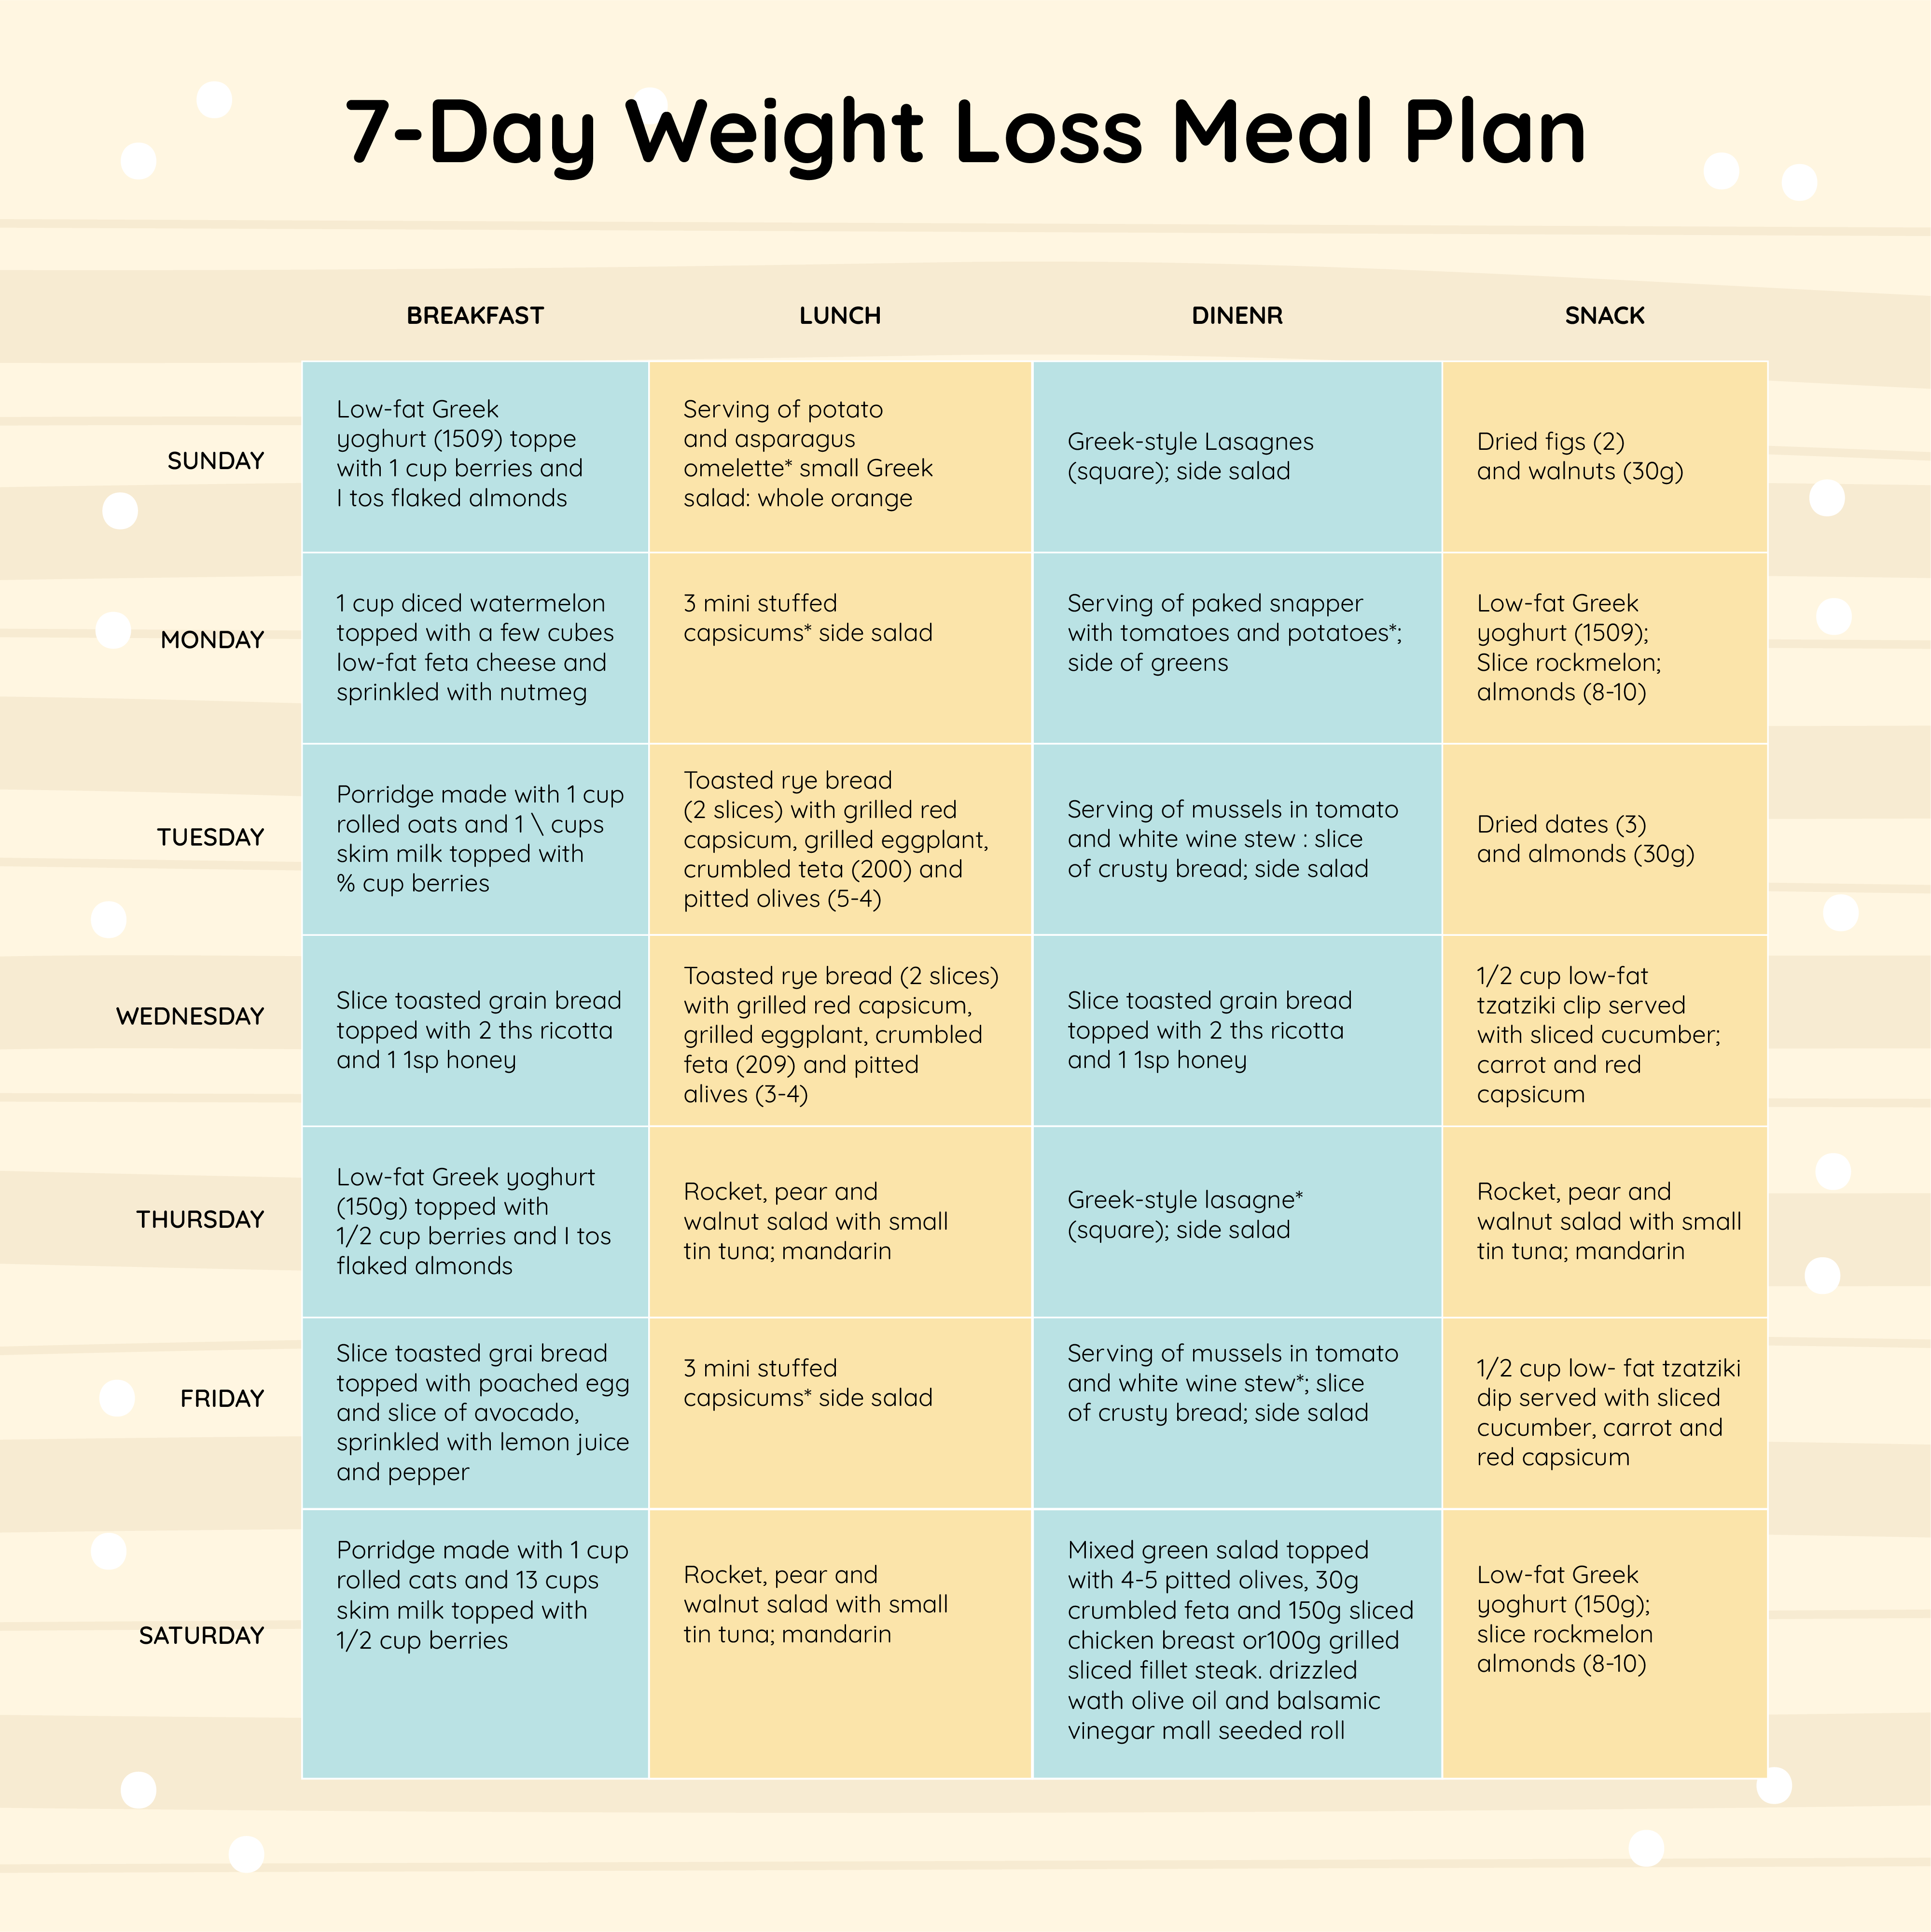 7-Day Weight Loss Meal Plan
BREAKFAST
LUNCH
DINENR
SNACK
SUNDAY
Low-fat Greek
yoghurt (1509) toppe
with 1 cup berries and
I tos flaked almonds
Serving of potato
and asparagus
omelette* small Greek
salad: whole orange
Greek-style Lasagnes
(square); side salad
Dried figs (2)
and walnuts (30g)
MONDAY
1 cup diced watermelon
topped with a few cubes
low-fat feta cheese and
sprinkled with nutmeg
3 mini stuffed
capsicums* side salad
Serving of paked snapper
with tomatoes and potatoes*;
side of greens
Low-fat Greek
yoghurt (1509);
Slice rockmelon;
almonds (8-10)
TUESDAY
Porridge made with 1 cup
rolled oats and 1 \ cups
skim milk topped with
% cup berries
Toasted rye bread
(2 slices) with grilled red
capsicum, grilled eggplant,
crumbled teta (200) and
pitted olives (5-4)
Serving of mussels in tomato
and white wine stew : slice
of crusty bread; side salad
Dried dates (3)
and almonds (30g)
WEDNESDAY
Slice toasted grain bread
topped with 2 ths ricotta
and 1 1sp honey
Toasted rye bread (2 slices)
with grilled red capsicum,
grilled eggplant, crumbled
feta (209) and pitted
alives (3-4)
Slice toasted grain bread
topped with 2 ths ricotta
and 1 1sp honey
1/2 cup low-fat
tzatziki clip served
with sliced cucumber;
carrot and red
capsicum
THURSDAY
Low-fat Greek yoghurt
(150g) topped with
1/2 cup berries and I tos
flaked almonds
Rocket, pear and
walnut salad with small
tin tuna; mandarin
Greek-style lasagne*
(square); side salad
Rocket, pear and
walnut salad with small
tin tuna; mandarin
FRIDAY
Slice toasted grai bread
topped with poached egg
and slice of avocado,
sprinkled with lemon juice
and pepper
3 mini stuffed
capsicums* side salad
Serving of mussels in tomato
and white wine stew*; slice
of crusty bread; side salad
1/2 cup low- fat tzatziki
dip served with sliced
cucumber, carrot and
red capsicum
SATURDAY
Porridge made with 1 cup
rolled cats and 13 cups
skim milk topped with
1/2 cup berries
Rocket, pear and
walnut salad with small
tin tuna; mandarin
Mixed green salad topped
with 4-5 pitted olives, 30g
crumbled feta and 150g sliced
chicken breast or100g grilled
sliced fillet steak. drizzled
wath olive oil and balsamic
vinegar mall seeded roll
Low-fat Greek
yoghurt (150g);
slice rockmelon
almonds (8-10)